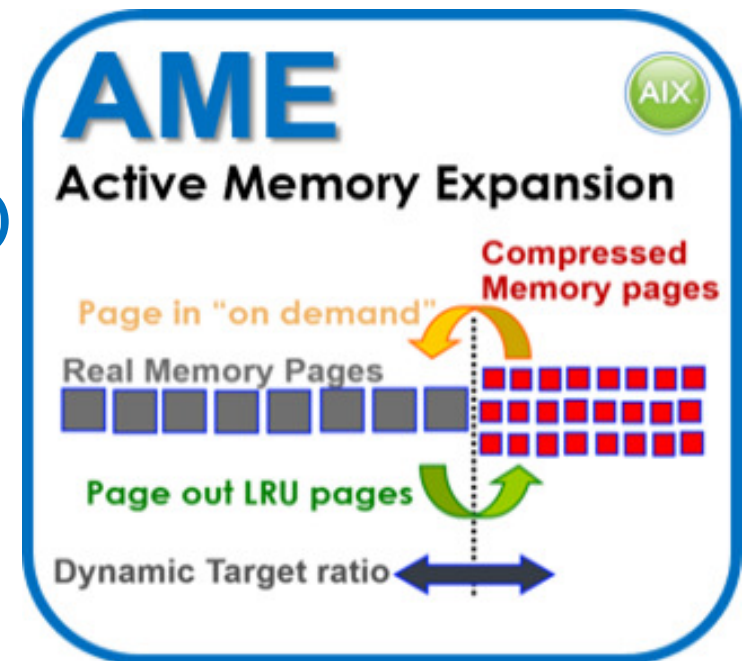 AME
AIX
Active Memory Expansion
Compressed
Memory pages
Page in “on demand”
Real Memory Pages
Page out LRU pages
Dynamic Target ratio